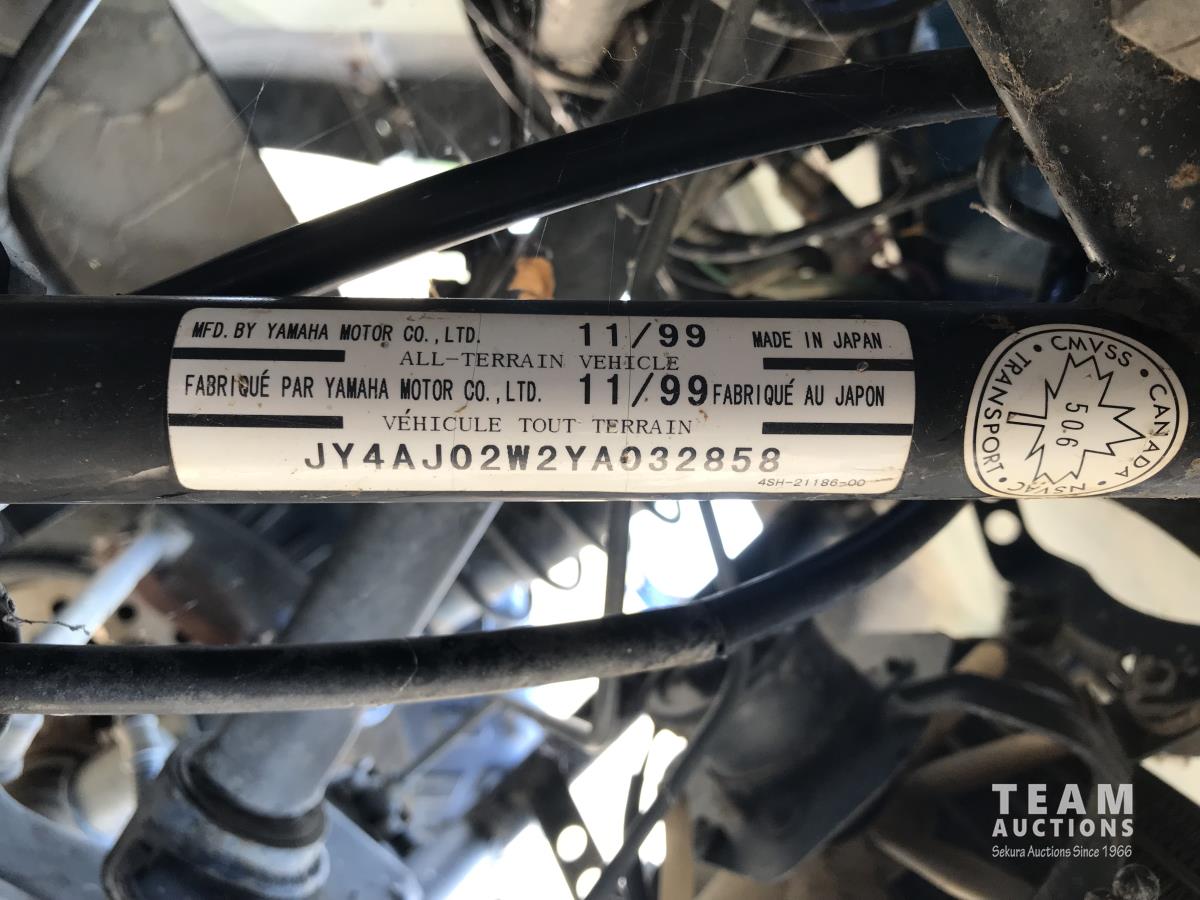 MFD. BY YAMAHA MOTOR CO., LTD. 11/99 MADE IN JAPAN
ALL-TERRAIN VEHICLE
FABRIQUÉ PAR YAMAHA MOTOR CO., LTD. 11/99 FABRIQUÉ AU JAPON
VÉHICULE TOUT TERRAIN
JY4AJ02W2YA032858
4SH-21186-00
TRANSPORT • CMVSS • CANADA • NSVAC •
506
TEAM
AUCTIONS
Sekura Auctions Since 1966